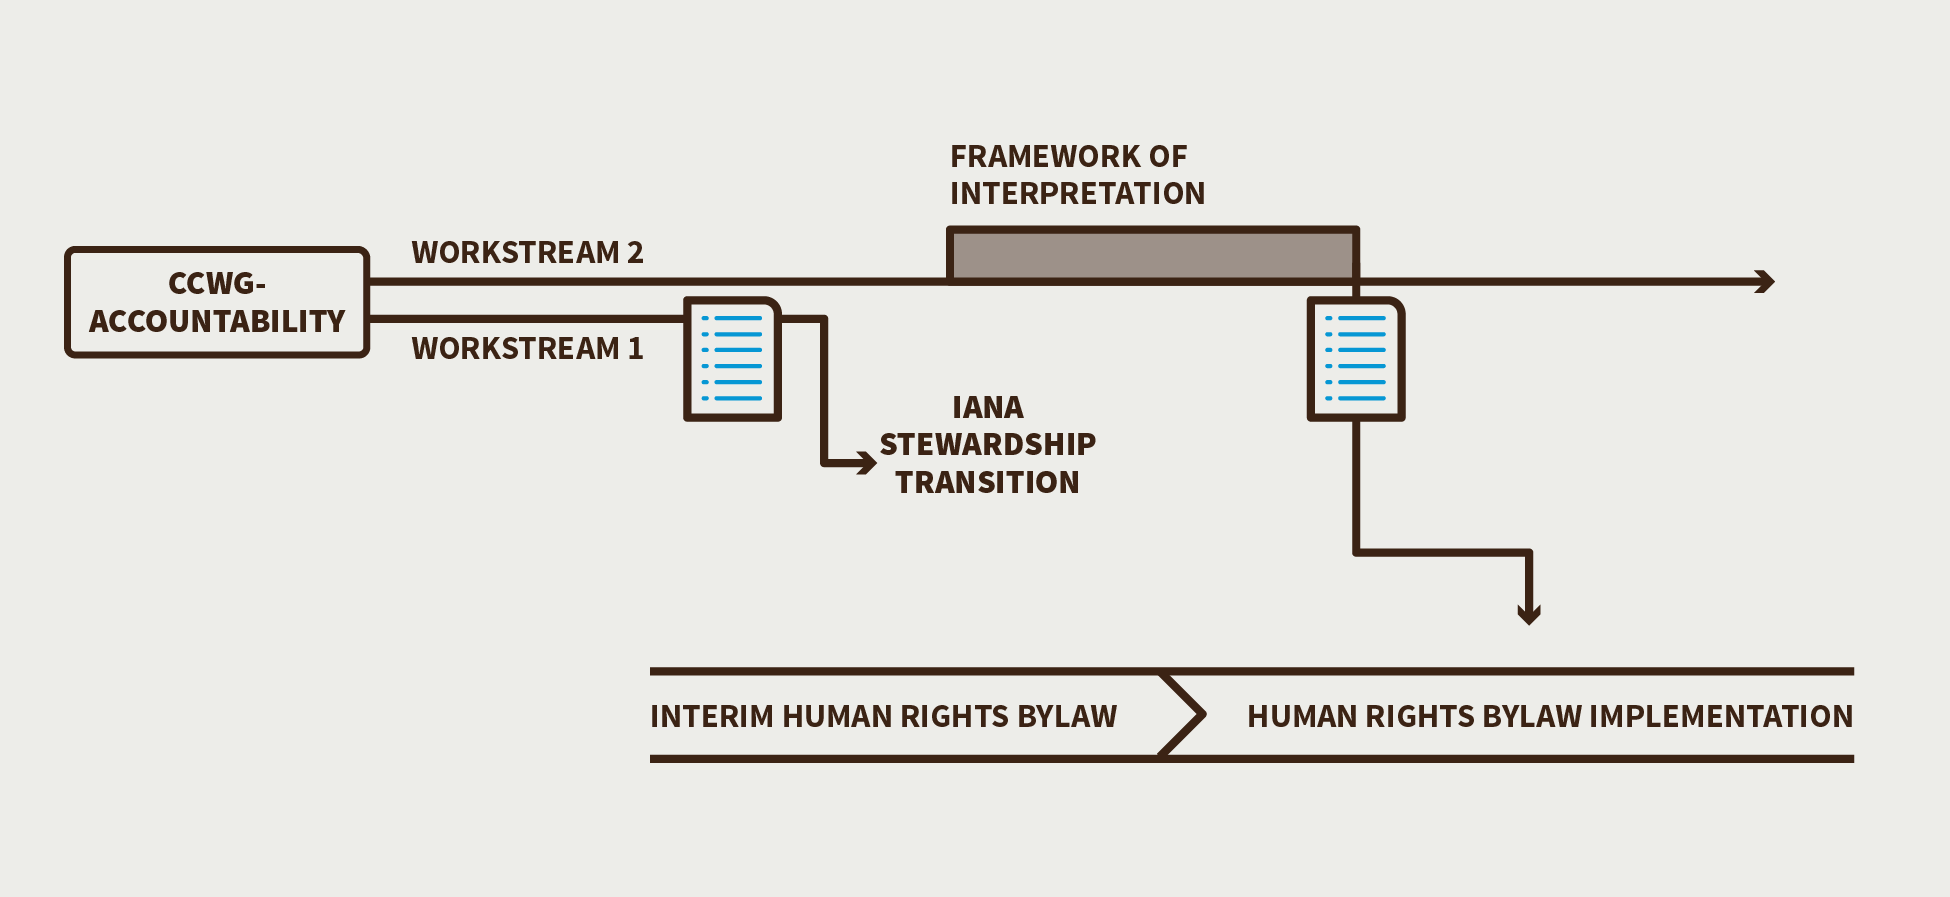 FRAMEWORK OF
INTERPRETATION
WORKSTREAM 2
CCWG-
ACCOUNTABILITY
WORKSTREAM 1
IANA
STEWARDSHIP
TRANSITION
INTERIM HUMAN RIGHTS BYLAW
HUMAN RIGHTS BYLAW IMPLEMENTATION